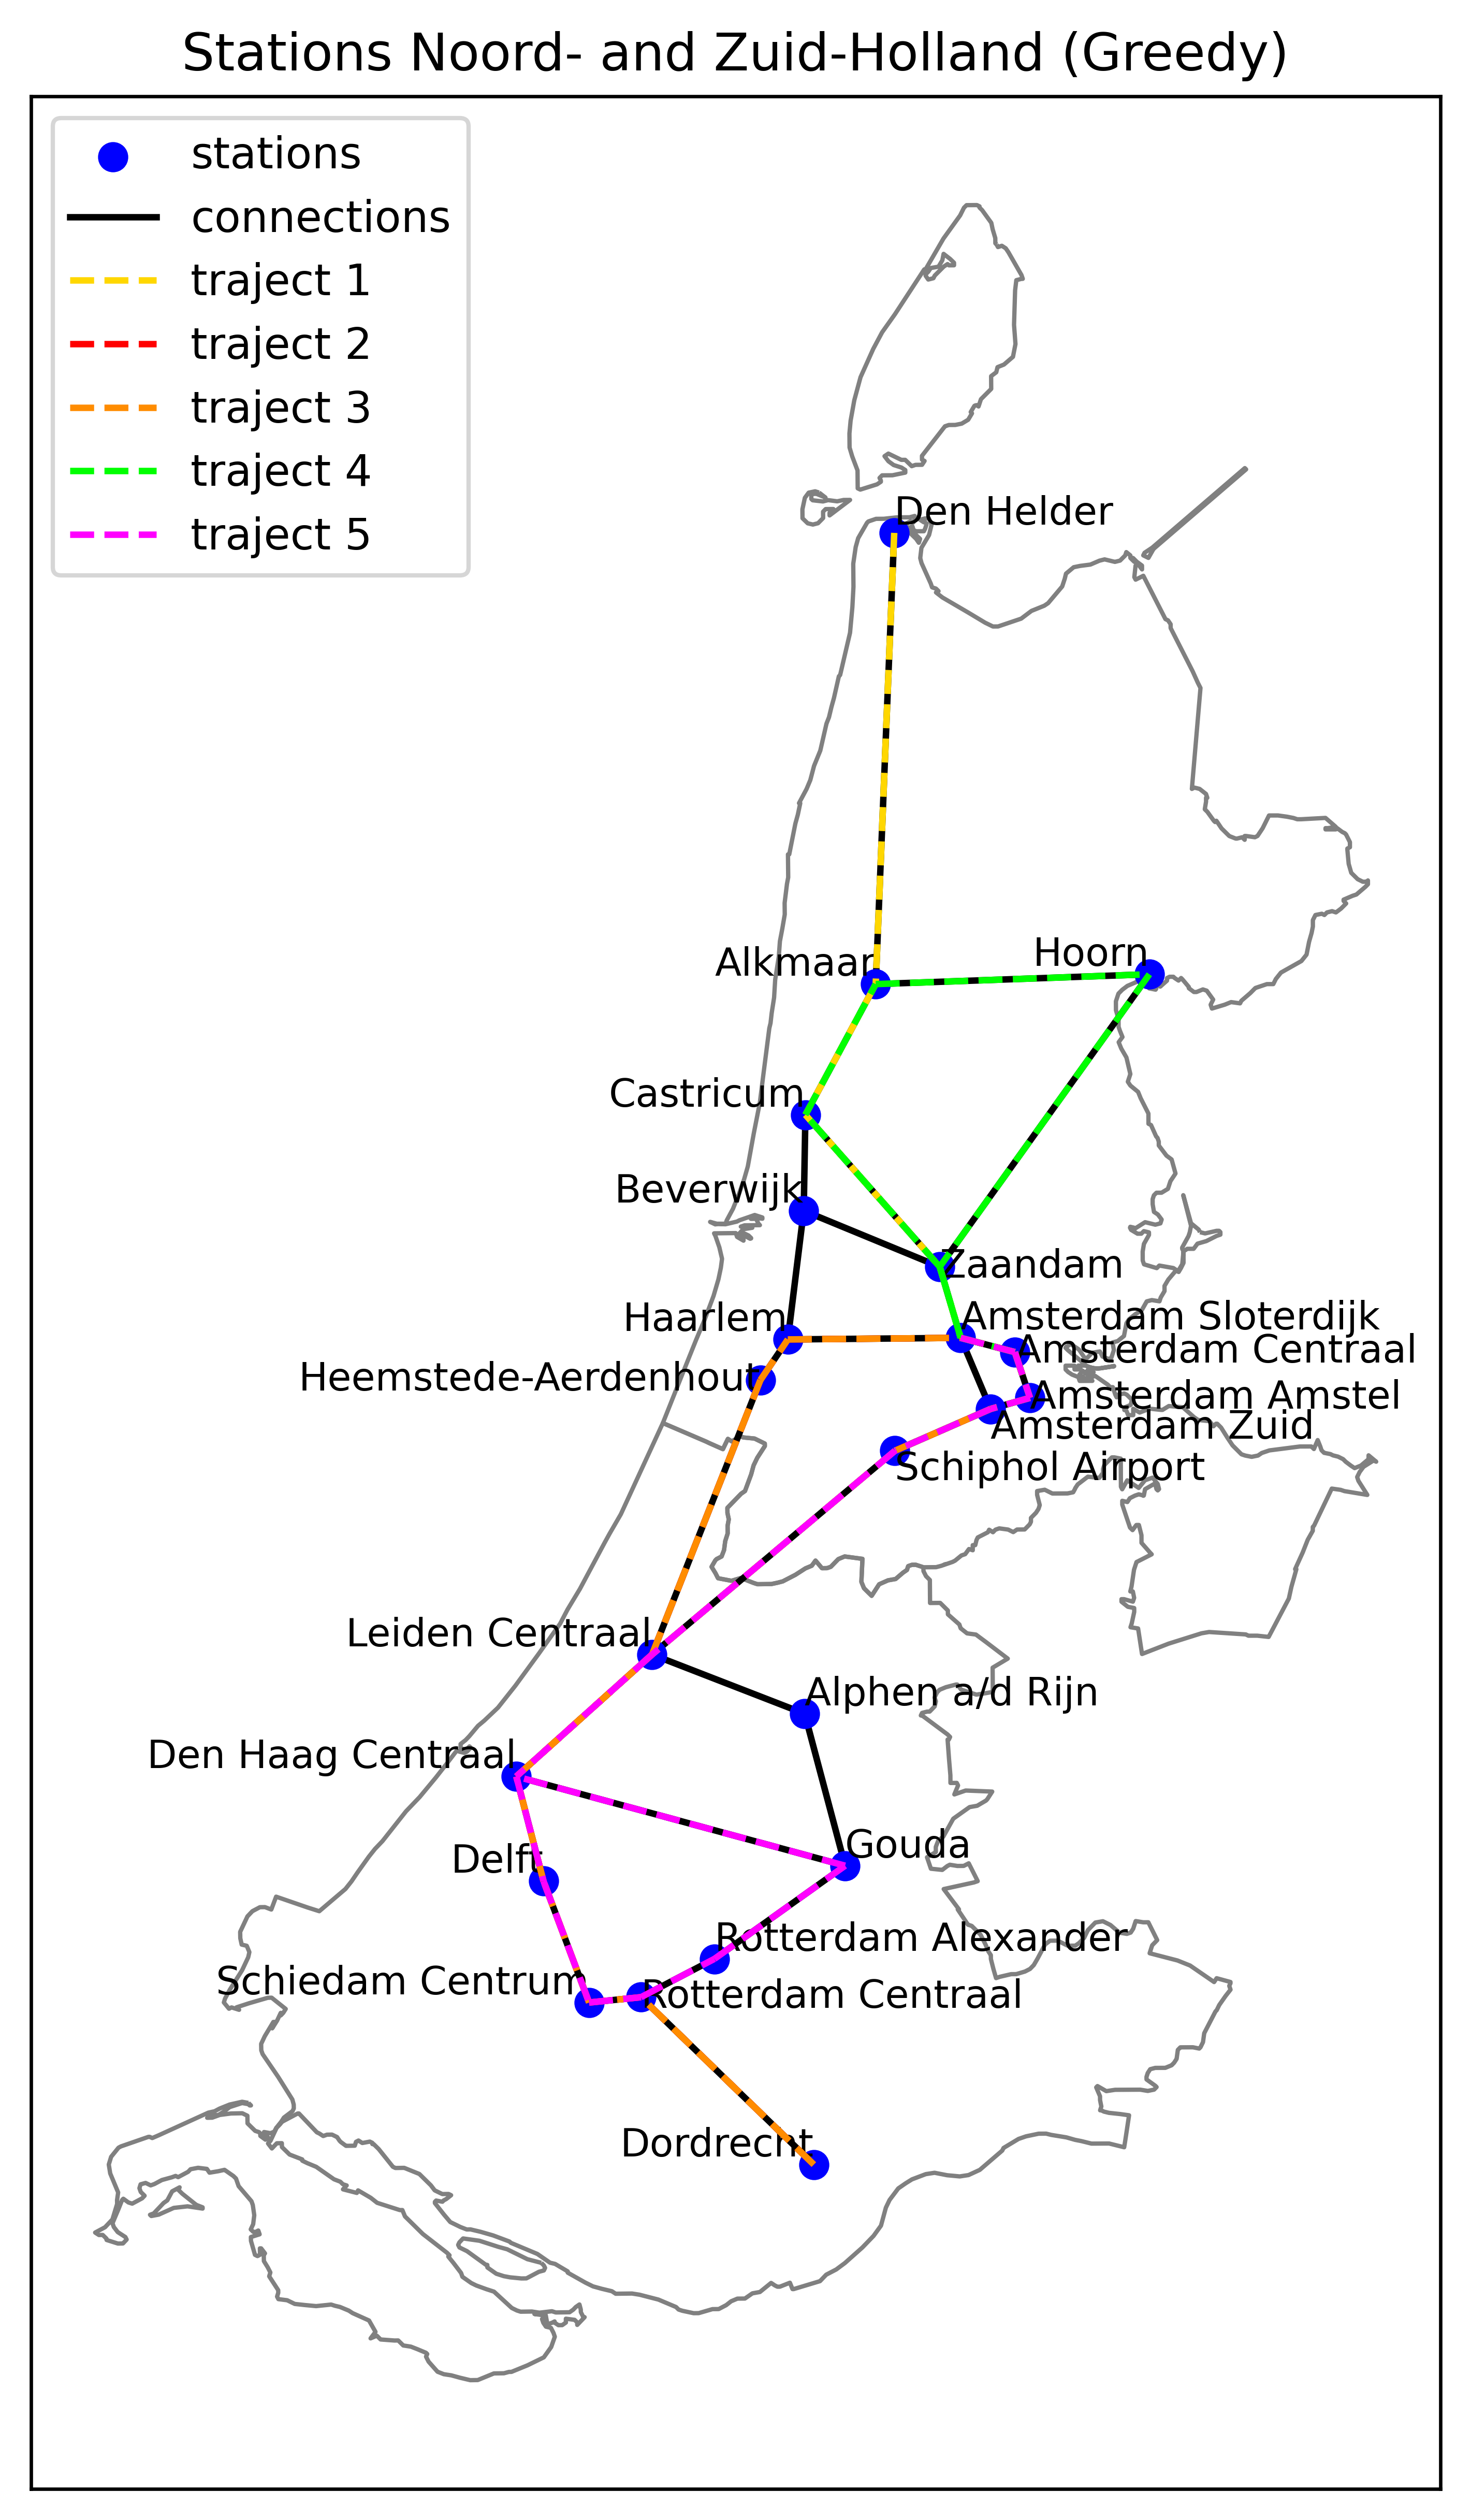 Stations Noord- and Zuid-Holland (Greedy)
stations
connections
traject 1
traject 2
traject 3
traject 4
traject 5
Den Helder
Hoorn
Alkmaar
Castricum
Beverwijk
Zaandam
Haarlem
Amsterdam Sloterdijk
Amsterdam Centraal
Heemstede-Aerdenhout
Amsterdam Amstel
Amsterdam Zuid
Schiphol Airport
Leiden Centraal
Alphen a/d Rijn
Den Haag Centraal
Gouda
Delft
Rotterdam Alexander
Schiedam Centrum
Rotterdam Centraal
Dordrecht